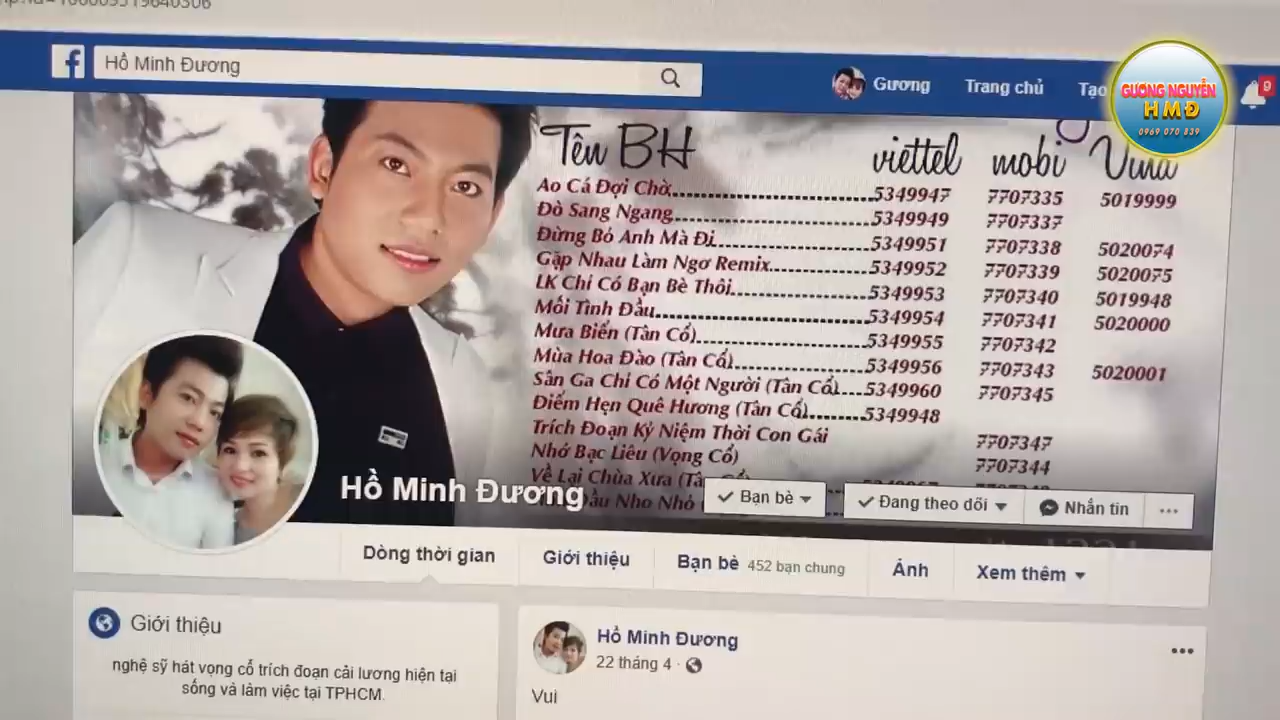 Hồ Minh Đương
Gương
Trang chủ
Tạo
9
GƯƠNG NGUYỄN
HMĐ
0969 070 839
Tên BH viettel mobi Vina
Ao Cá Đợi Chờ 5349947 7707335 5019999
Đò Sang Ngang 5349949 7707337
Đừng Bỏ Anh Mà Đi 5349951 7707338 5020074
Gặp Nhau Làm Ngơ Remix 5349952 7707339 5020075
LK Chỉ Có Bạn Bè Thôi 5349953 7707340 5019948
Mối Tình Đầu 5349954 7707341 5020000
Mưa Biển (Tân Cổ) 5349955 7707342
Mùa Hoa Đào (Tân Cổ) 5349956 7707343 5020001
Sân Ga Chỉ Có Một Người (Tân Cổ) 5349960 7707345
Điểm Hẹn Quê Hương (Tân Cổ) 5349948
Trích Đoạn Kỷ Niệm Thời Con Gái 7707347
Nhớ Bạc Liêu (Vọng Cổ) 7707344
Về Lại Chùa Xưa
Nho Nhỏ
Hồ Minh Đương
Bạn bè
Đang theo dõi
Nhắn tin
Dòng thời gian
Giới thiệu
Bạn bè 452 bạn chung
Ảnh
Xem thêm
Giới thiệu
nghệ sỹ hát vọng cổ trích đoạn cải lương hiện tại
sống và làm việc tại TPHCM.
Hồ Minh Đương
22 tháng 4
Vui